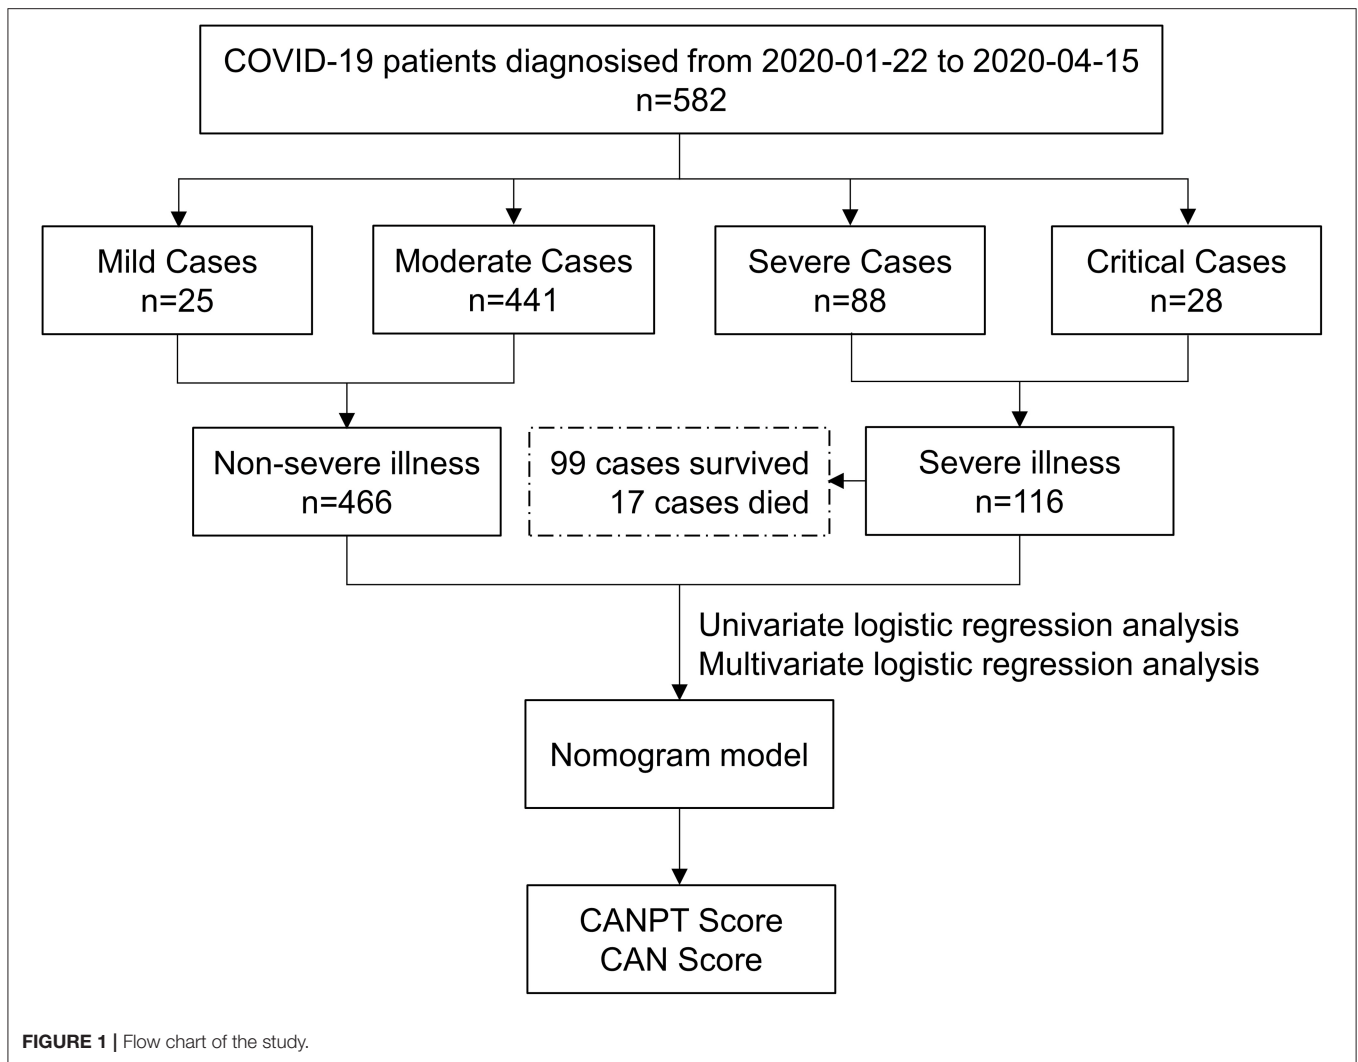 COVID-19 patients diagnosised from 2020-01-22 to 2020-04-15
n=582
Mild Cases
n=25
Moderate Cases
n=441
Severe Cases
n=88
Critical Cases
n=28
Non-severe illness
n=466
99 cases survived
17 cases died
Severe illness
n=116
Univariate logistic regression analysis
Multivariate logistic regression analysis
Nomogram model
CANPT Score
CAN Score
FIGURE 1 | Flow chart of the study.